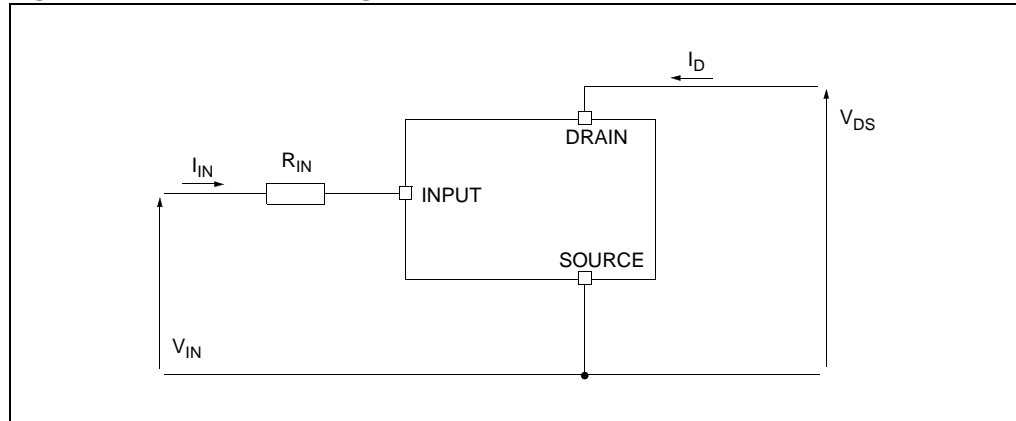 I_D
V_DS
DRAIN
I_IN
R_IN
INPUT
SOURCE
V_IN